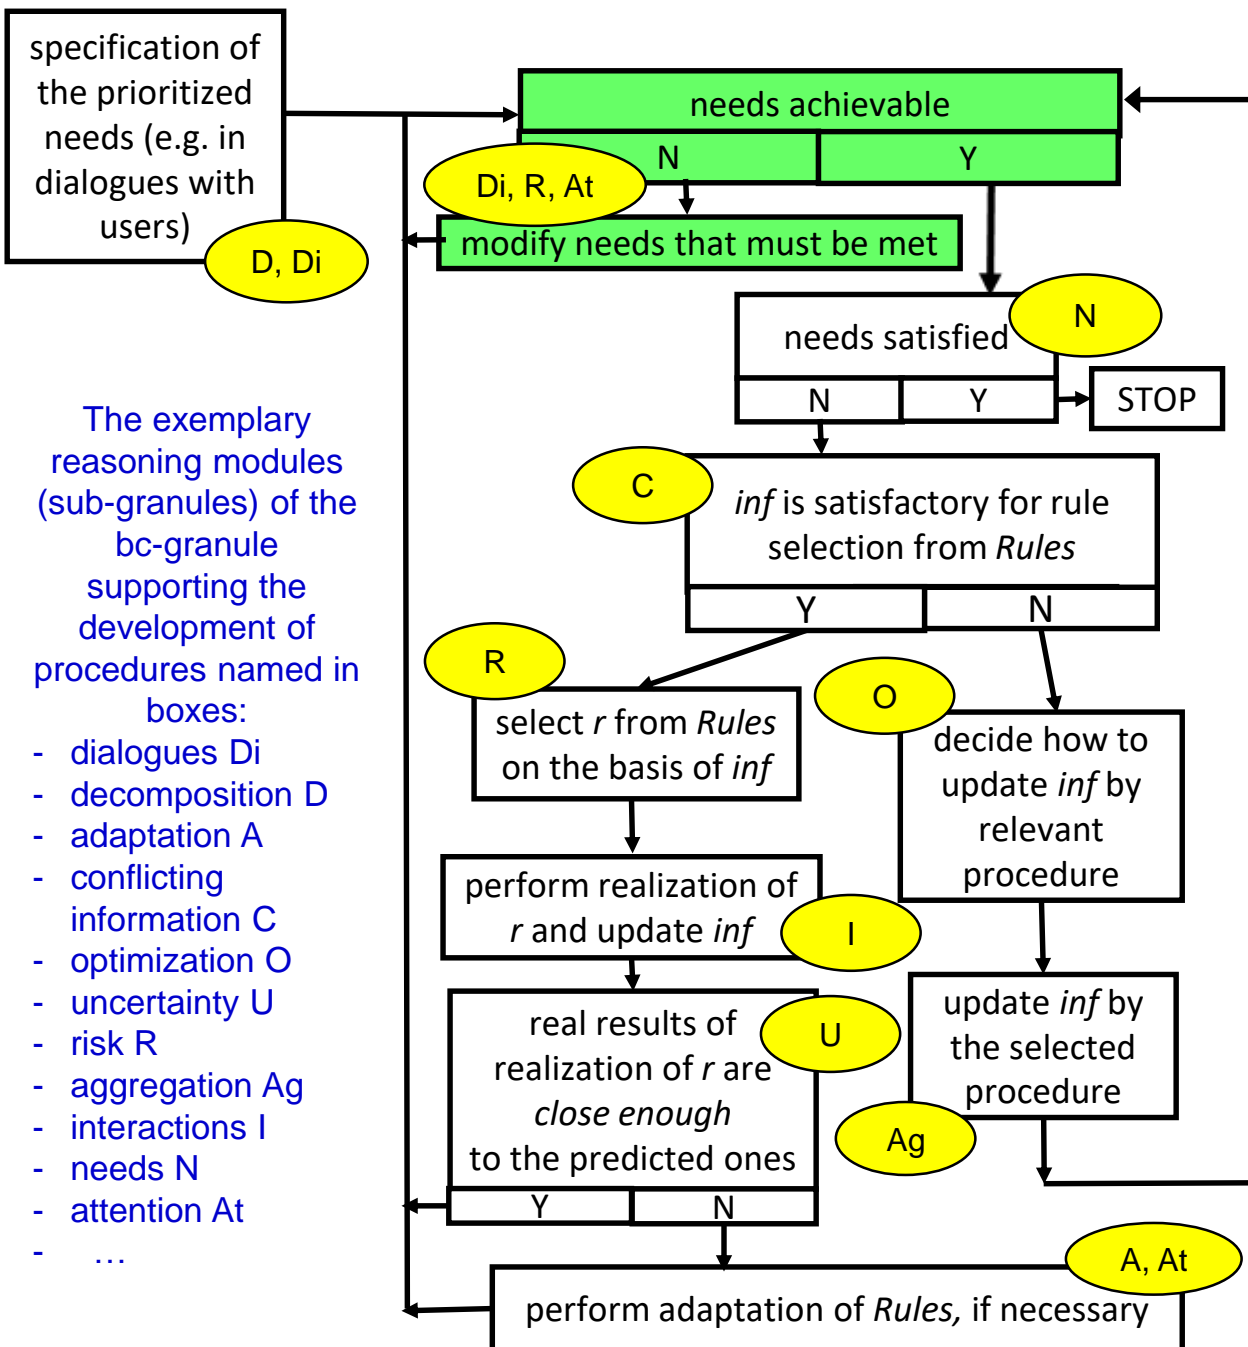 specification of
the prioritized
needs (e.g. in
dialogues with
users)
D, Di
needs achievable
N
Y
Di, R, At
modify needs that must be met
needs satisfied
N
N
Y
STOP
The exemplary
reasoning modules
(sub-granules) of the
bc-granule
supporting the
development of
procedures named in
boxes:
- dialogues Di
- decomposition D
- adaptation A
- conflicting
information C
- optimization O
- uncertainty U
- risk R
- aggregation Ag
- interactions I
- needs N
- attention At
- ...
C
inf is satisfactory for rule
selection from Rules
Y
N
R
select r from Rules
on the basis of inf
O
decide how to
update inf by
relevant
procedure
perform realization of
r and update inf
I
real results of
realization of r are
close enough
to the predicted ones
U
Y
N
update inf by
the selected
procedure
Ag
A, At
perform adaptation of Rules, if necessary